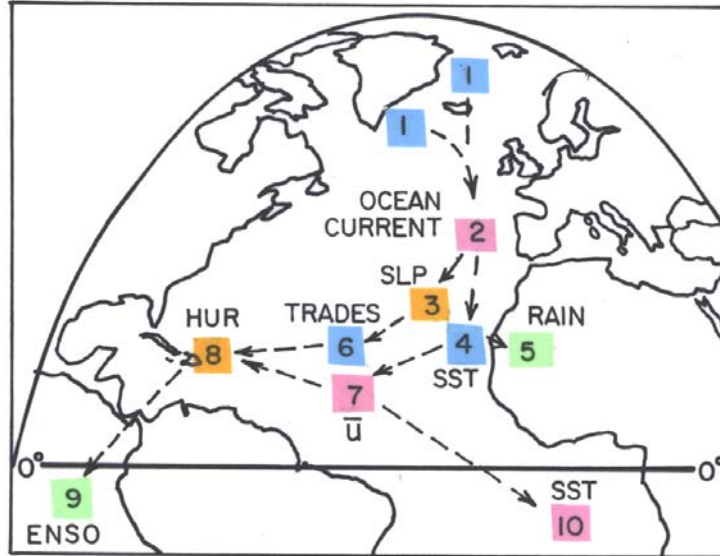 1
1
OCEAN
CURRENT 2
SLP
3
HUR
TRADES
RAIN
8
6
4
5
SST
7
u̅
0° 0°
9
ENSO
SST
10